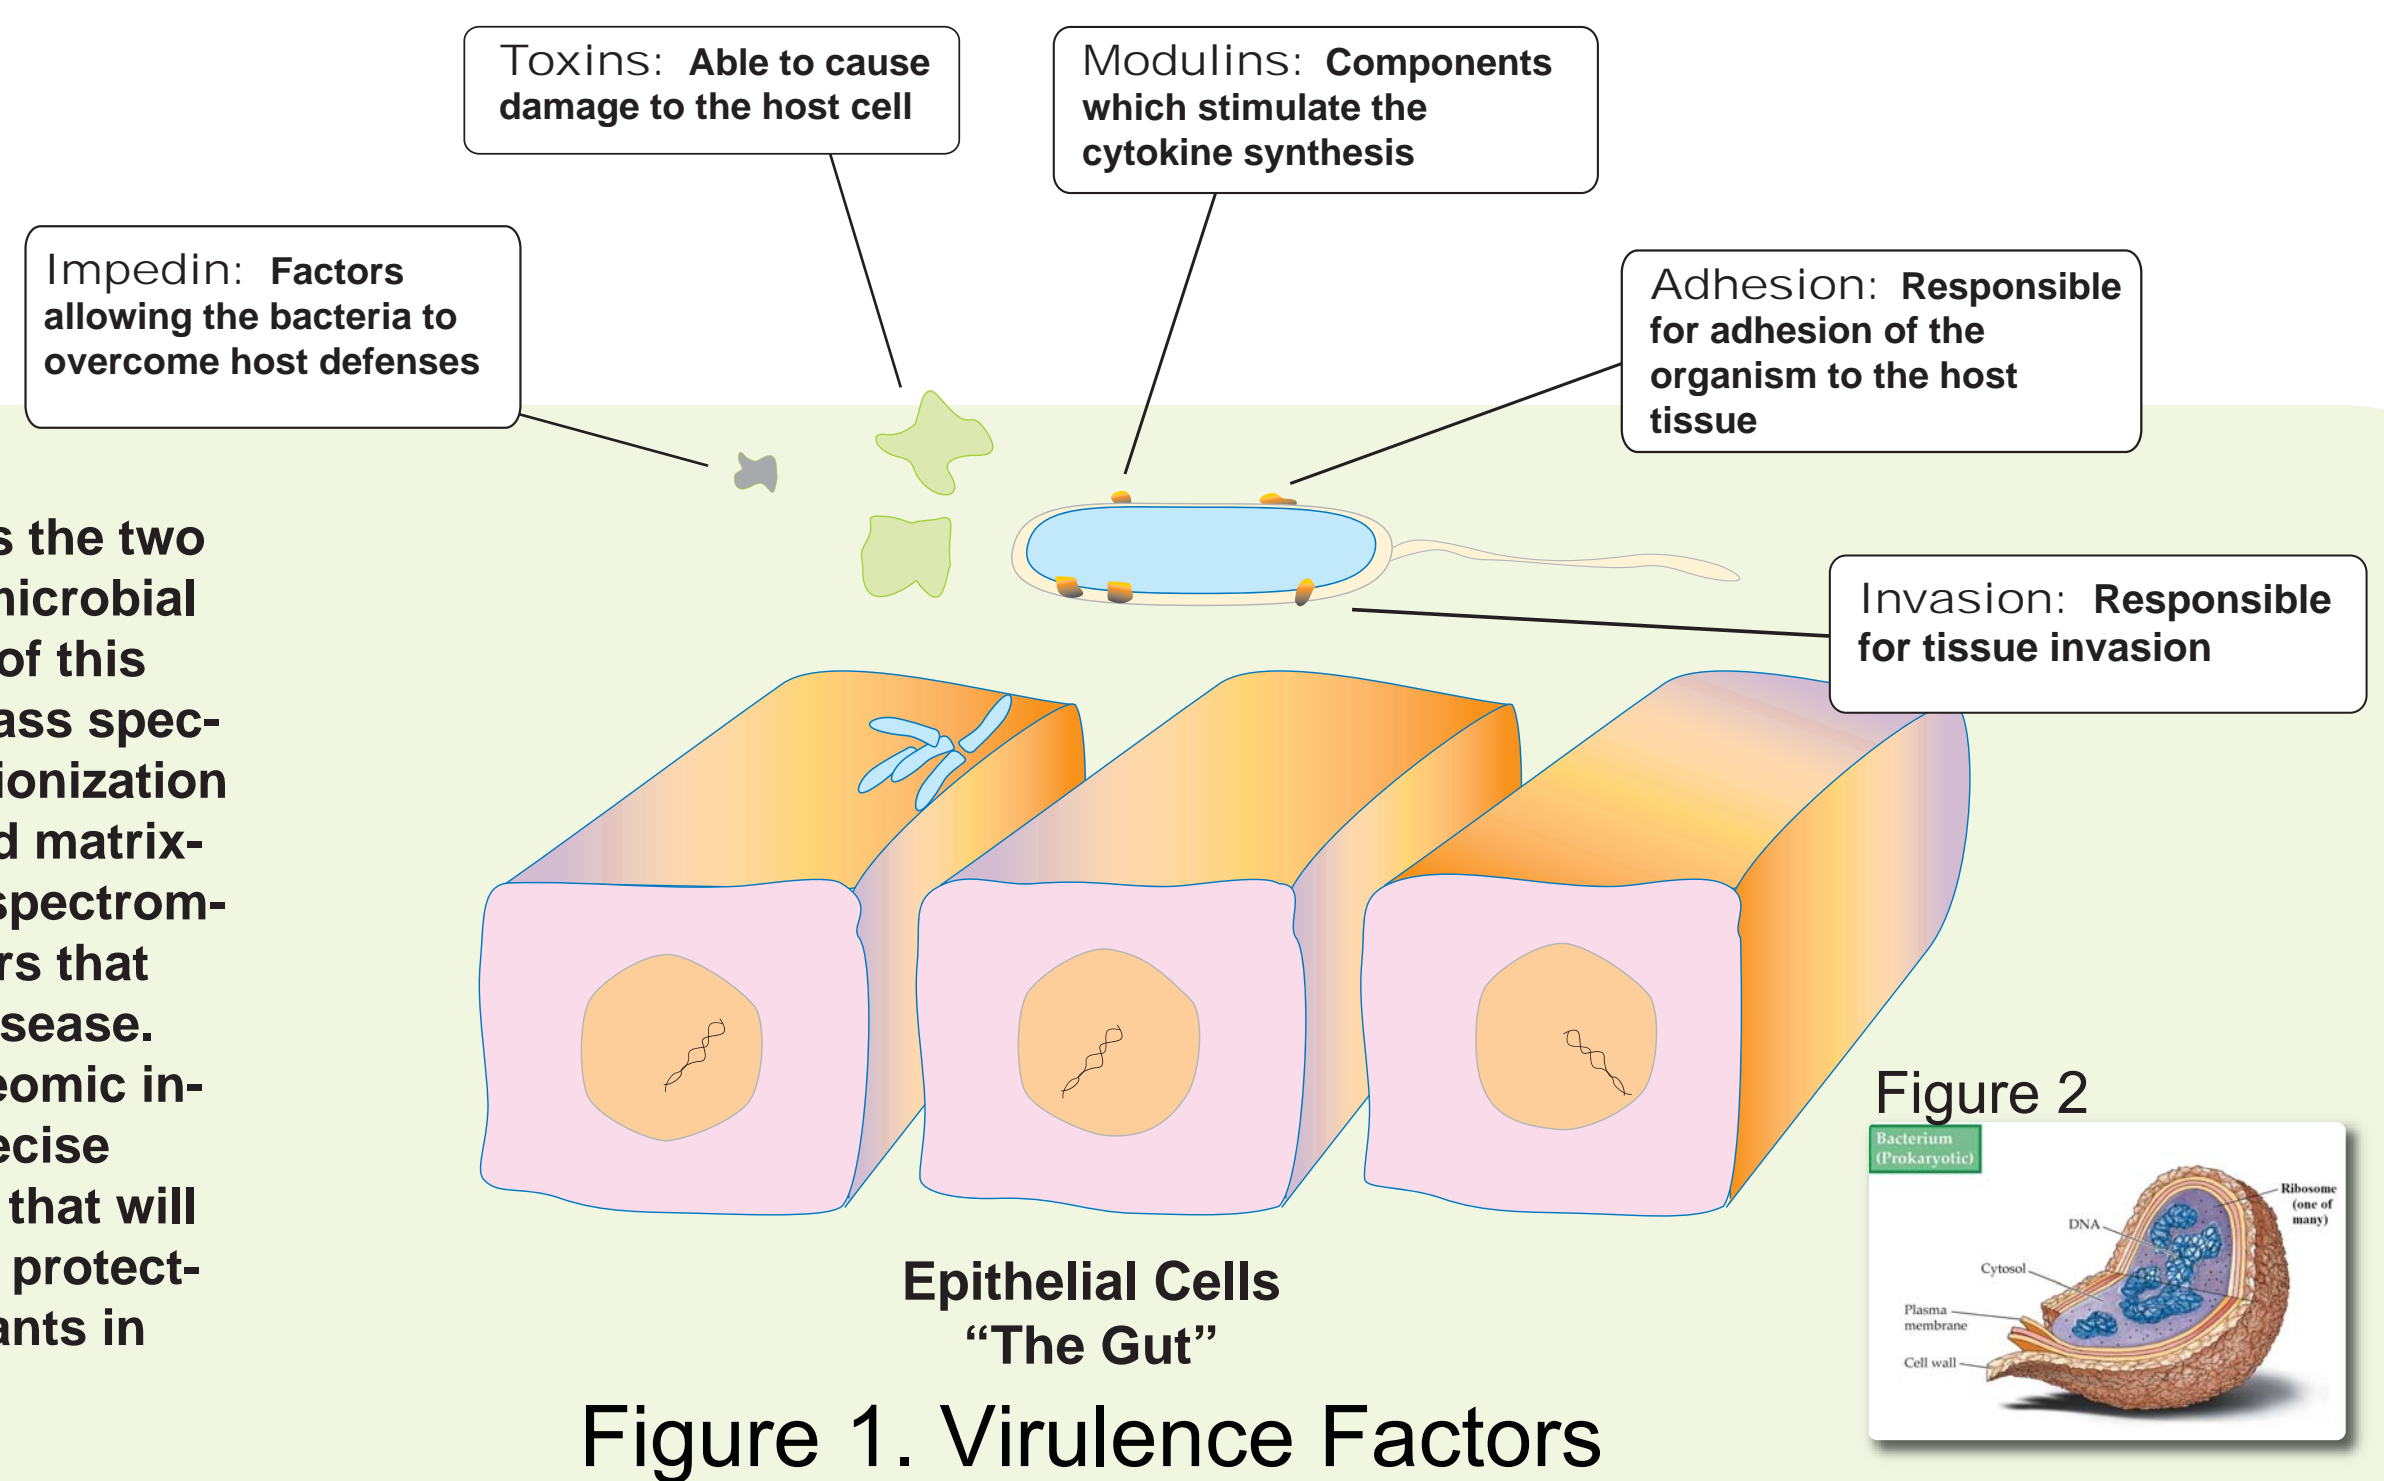 Toxins: Able to cause
damage to the host cell
Modulins: Components
which stimulate the
cytokine synthesis
Impedin: Factors
allowing the bacteria to
overcome host defenses
Adhesion: Responsible
for adhesion of the
organism to the host
tissue
Invasion: Responsible
for tissue invasion
s the two
microbial
of this
ass spec-
ionization
d matrix-
spectrom-
rs that
sease.
eomic in-
ecise
that will
protect-
ants in
Epithelial Cells
“The Gut”
Figure 1. Virulence Factors
Figure 2
Bacterium
(Prokaryotic)
Ribosome
(one of
many)
DNA
Cytosol
Plasma
membrane
Cell wall